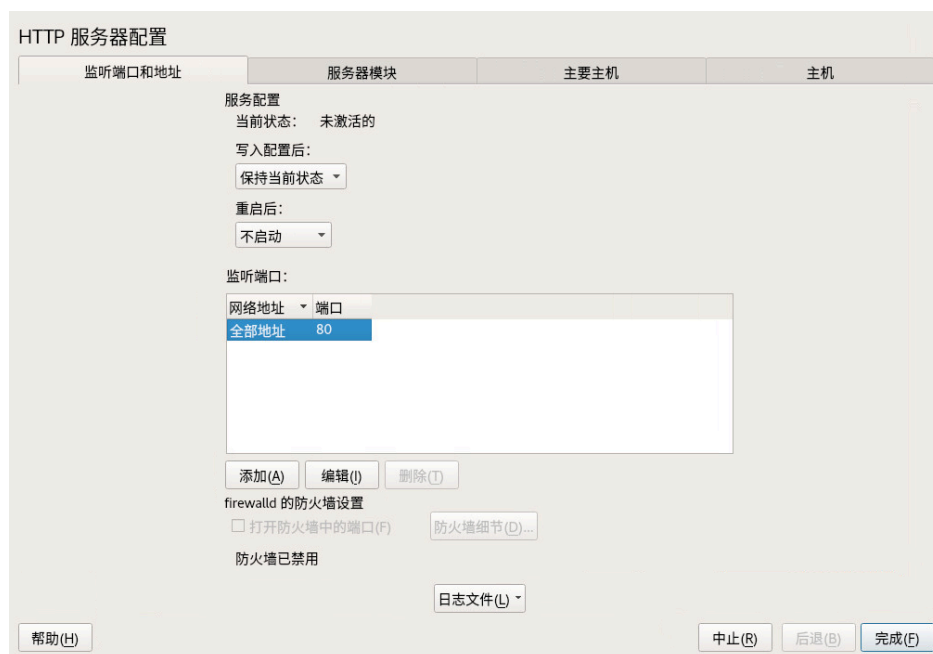 HTTP 服务器配置
监听端口和地址 服务器模块 主要主机 主机
服务配置
当前状态： 未激活的
写入配置后：
保持当前状态
重启后：
不启动
监听端口：
网络地址 端口
全部地址 80
添加(A) 编辑(I) 删除(T)
firewalld 的防火墙设置
打开防火墙中的端口(F) 防火墙细节(D)...
防火墙已禁用
日志文件(L)
帮助(H) 中止(R) 后退(B) 完成(F)